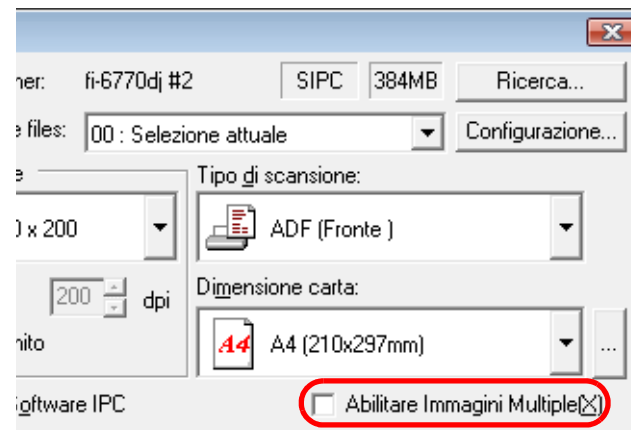 ner: fi-6770dj #2 SIPC 384MB Ricerca...
e files: 00 : Selezione attuale Configurazione...
e Tipo di scansione:
0 x 200 ADF (Fronte )
200 dpi Dimensione carta:
nito A4 A4 (210x297mm) ...
Software IPC Abilitare Immagini Multiple(X)